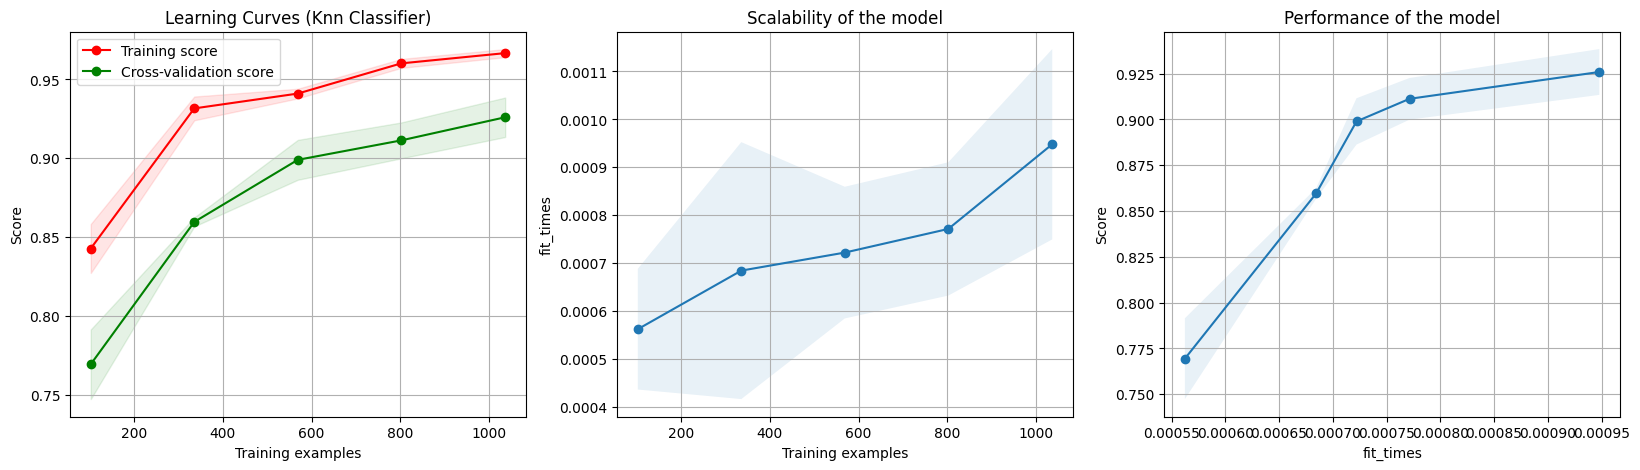 Learning Curves (Knn Classifier)
Training score
Cross-validation score
0.95
0.90
0.85
0.80
0.75
Score
200 400 600 800 1000
Training examples
Scalability of the model
0.0011
0.0010
0.0009
0.0008
0.0007
0.0006
0.0005
0.0004
fit_times
200 400 600 800 1000
Training examples
Performance of the model
0.925
0.900
0.875
0.850
0.825
0.800
0.775
0.750
Score
0.00055 0.00060 0.00065 0.00070 0.00075 0.00080 0.00085 0.00090 0.00095
fit_times